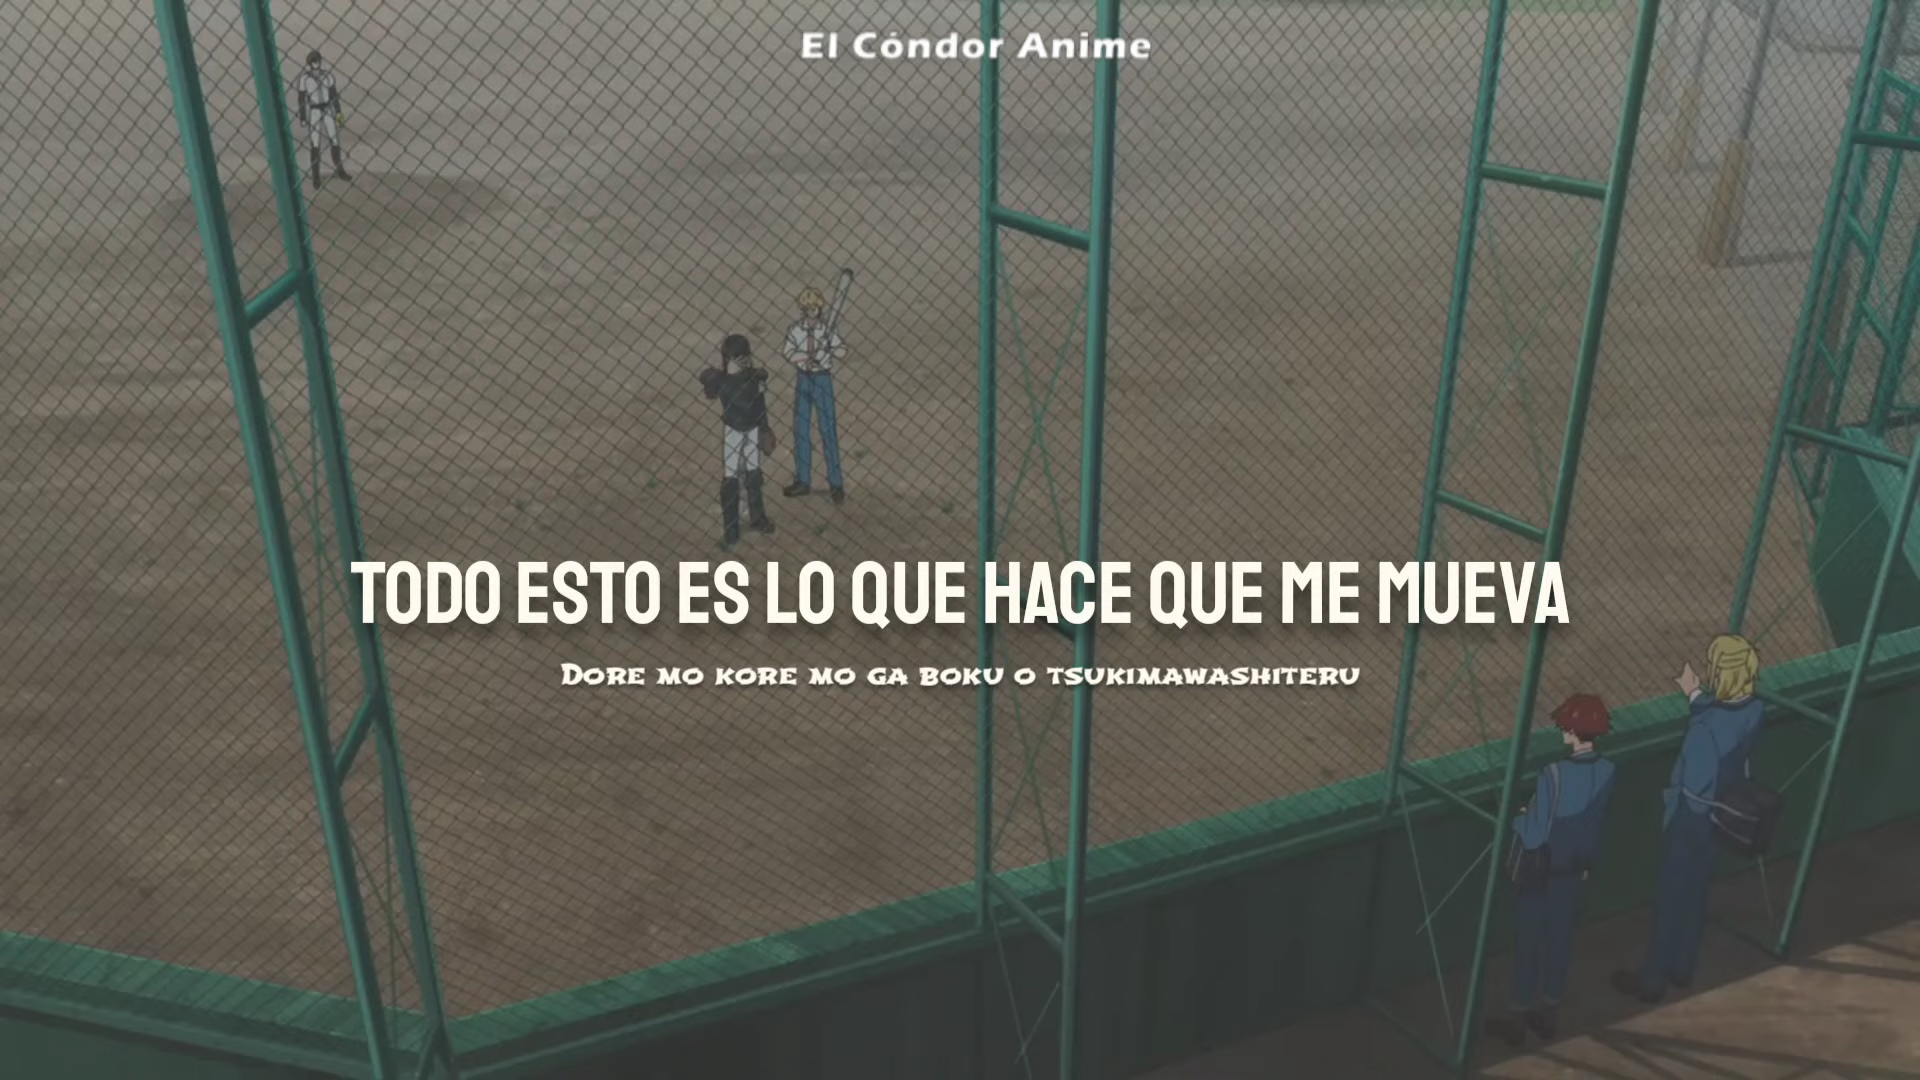 El Cóndor Anime
TODO ESTO ES LO QUE HACE QUE ME MUEVA
Dore mo kore mo ga boku o tsukimawashiteru